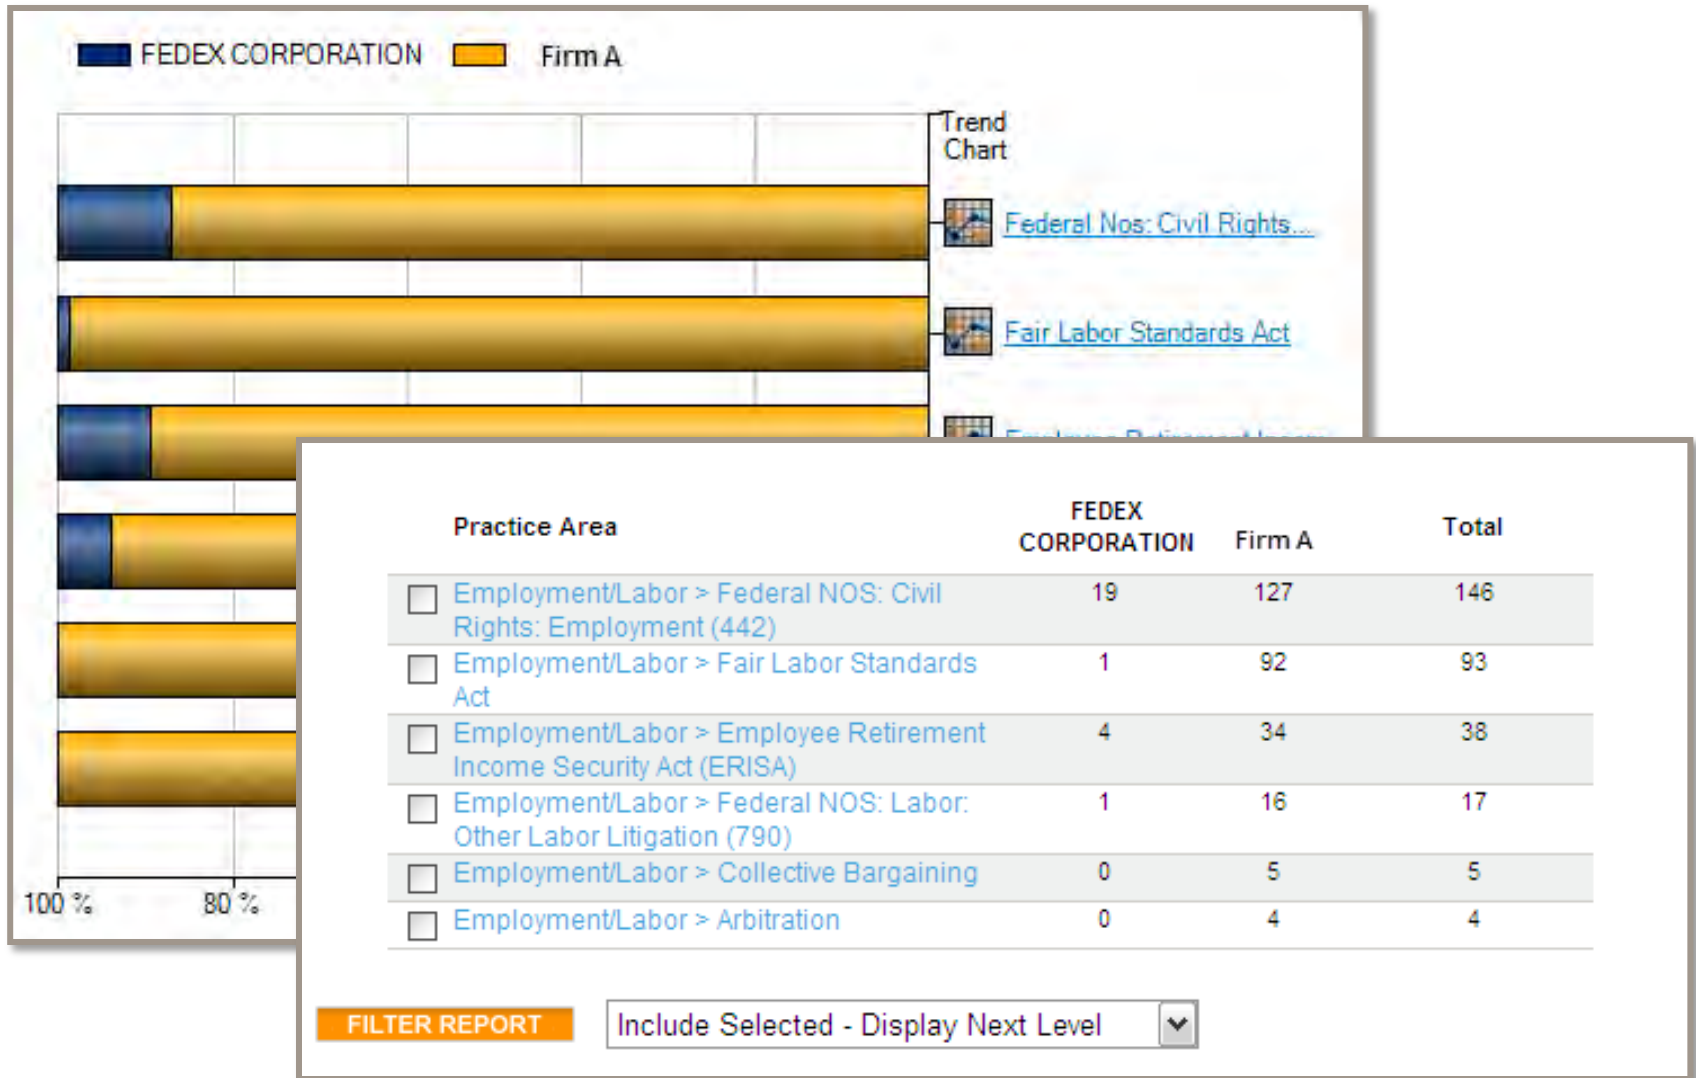 FEDEX CORPORATION Firm A
Trend
Chart
Federal Nos: Civil Rights...
Fair Labor Standards Act
Employee Retirement Income
100 % 80 %
FEDEX
Practice Area CORPORATION Firm A Total
Employment/Labor > Federal NOS: Civil 19 127 146
Rights: Employment (442)
Employment/Labor > Fair Labor Standards 1 92 93
Act
Employment/Labor > Employee Retirement 4 34 38
Income Security Act (ERISA)
Employment/Labor > Federal NOS: Labor: 1 16 17
Other Labor Litigation (790)
Employment/Labor > Collective Bargaining 0 5 5
Employment/Labor > Arbitration 0 4 4
FILTER REPORT Include Selected - Display Next Level